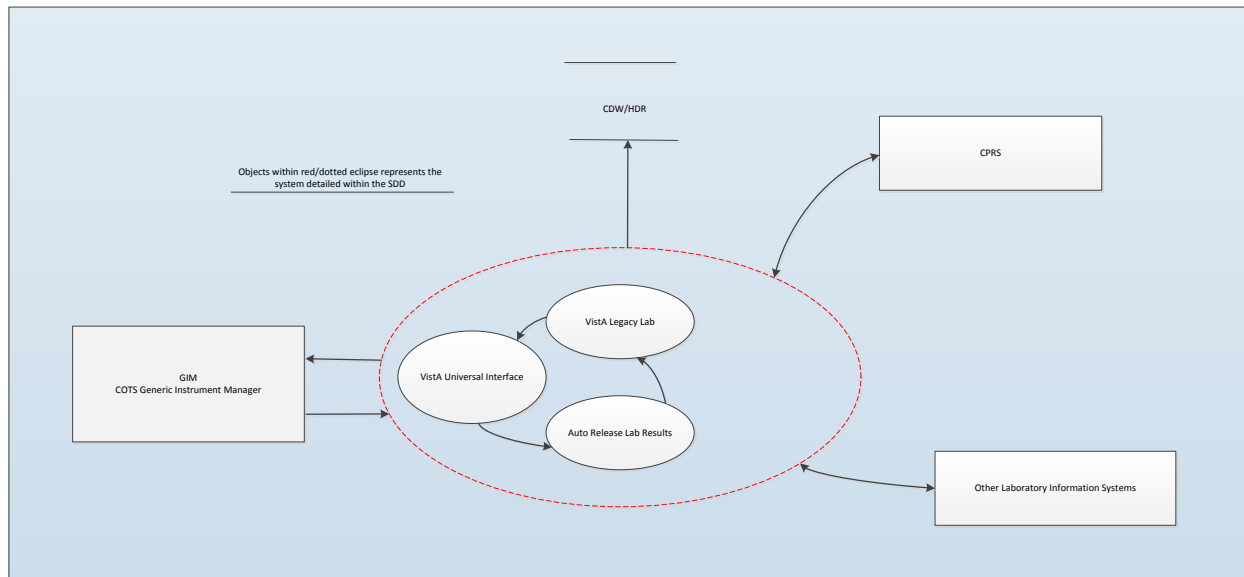 CDW/HDR
CPRS
Objects within red/dotted eclipse represents the
system detailed within the SDD
VistA Legacy Lab
GIM
COTS Generic Instrument Manager
VistA Universal Interface
Auto Release Lab Results
Other Laboratory Information Systems